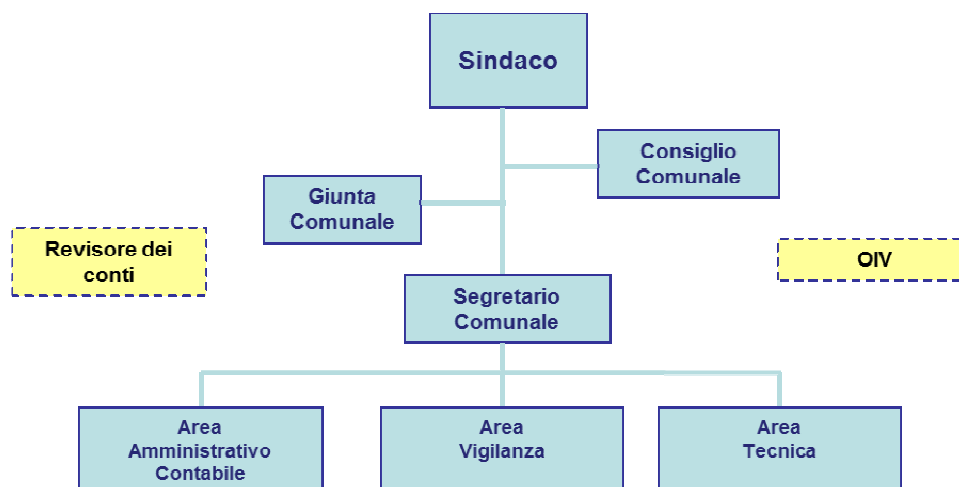 Sindaco
Consiglio
Comunale
Giunta
Comunale
Revisore dei
conti
OIV
Segretario
Comunale
Area
Amministrativo
Contabile
Area
Vigilanza
Area
Tecnica